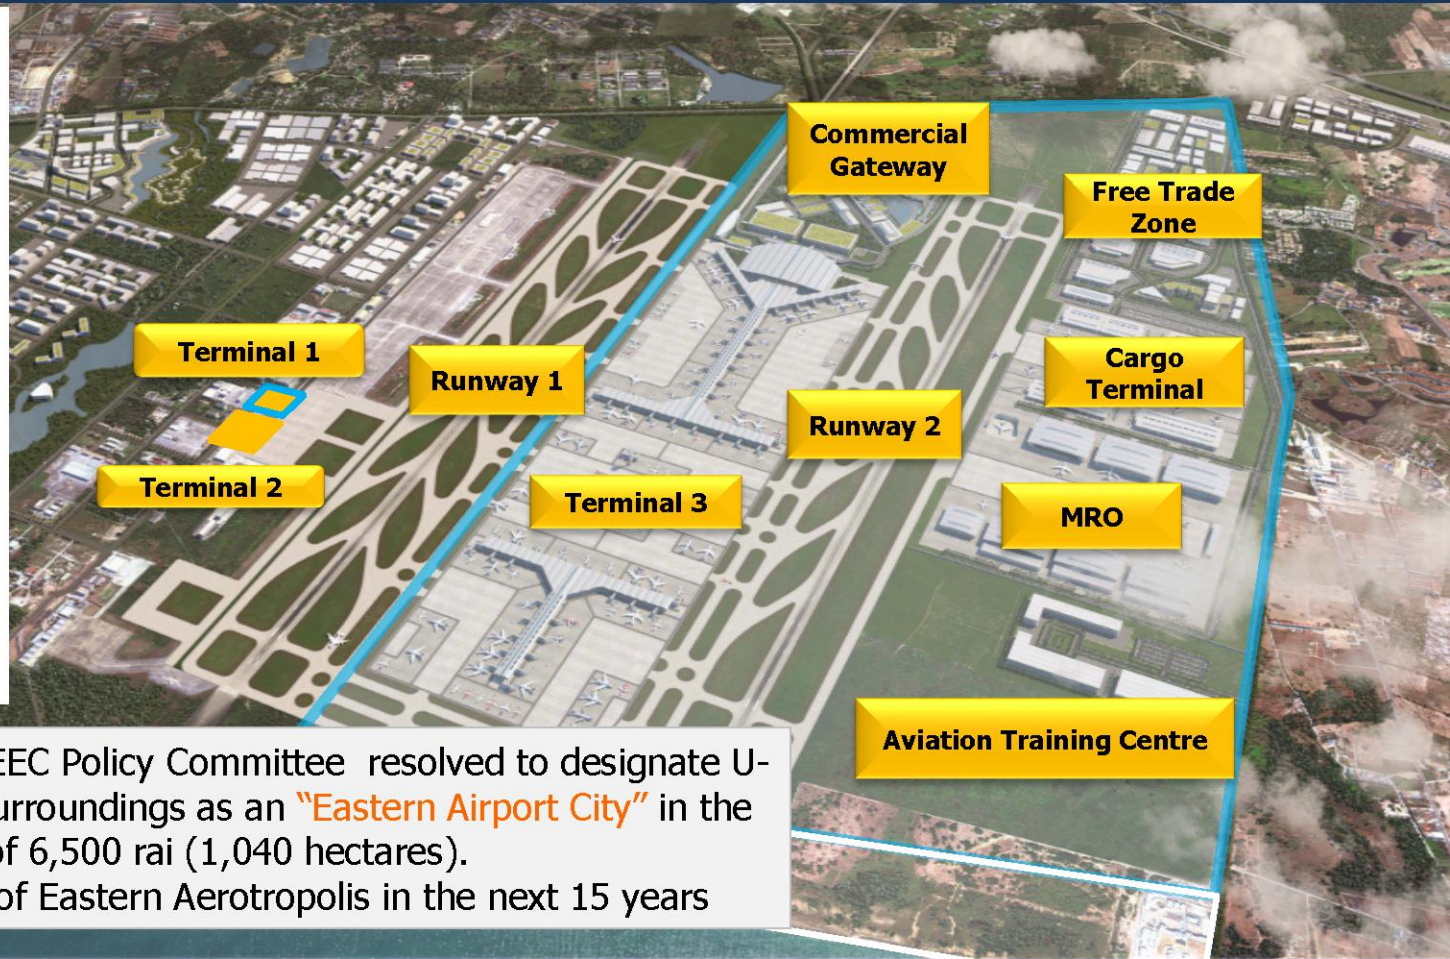 Commercial
Gateway
Free Trade
Zone
Terminal 1
Runway 1
Cargo
Terminal
Runway 2
Terminal 2
Terminal 3
MRO
Aviation Training Centre
EEC Policy Committee resolved to designate U-
urroundings as an “Eastern Airport City” in the
of 6,500 rai (1,040 hectares).
of Eastern Aerotropolis in the next 15 years